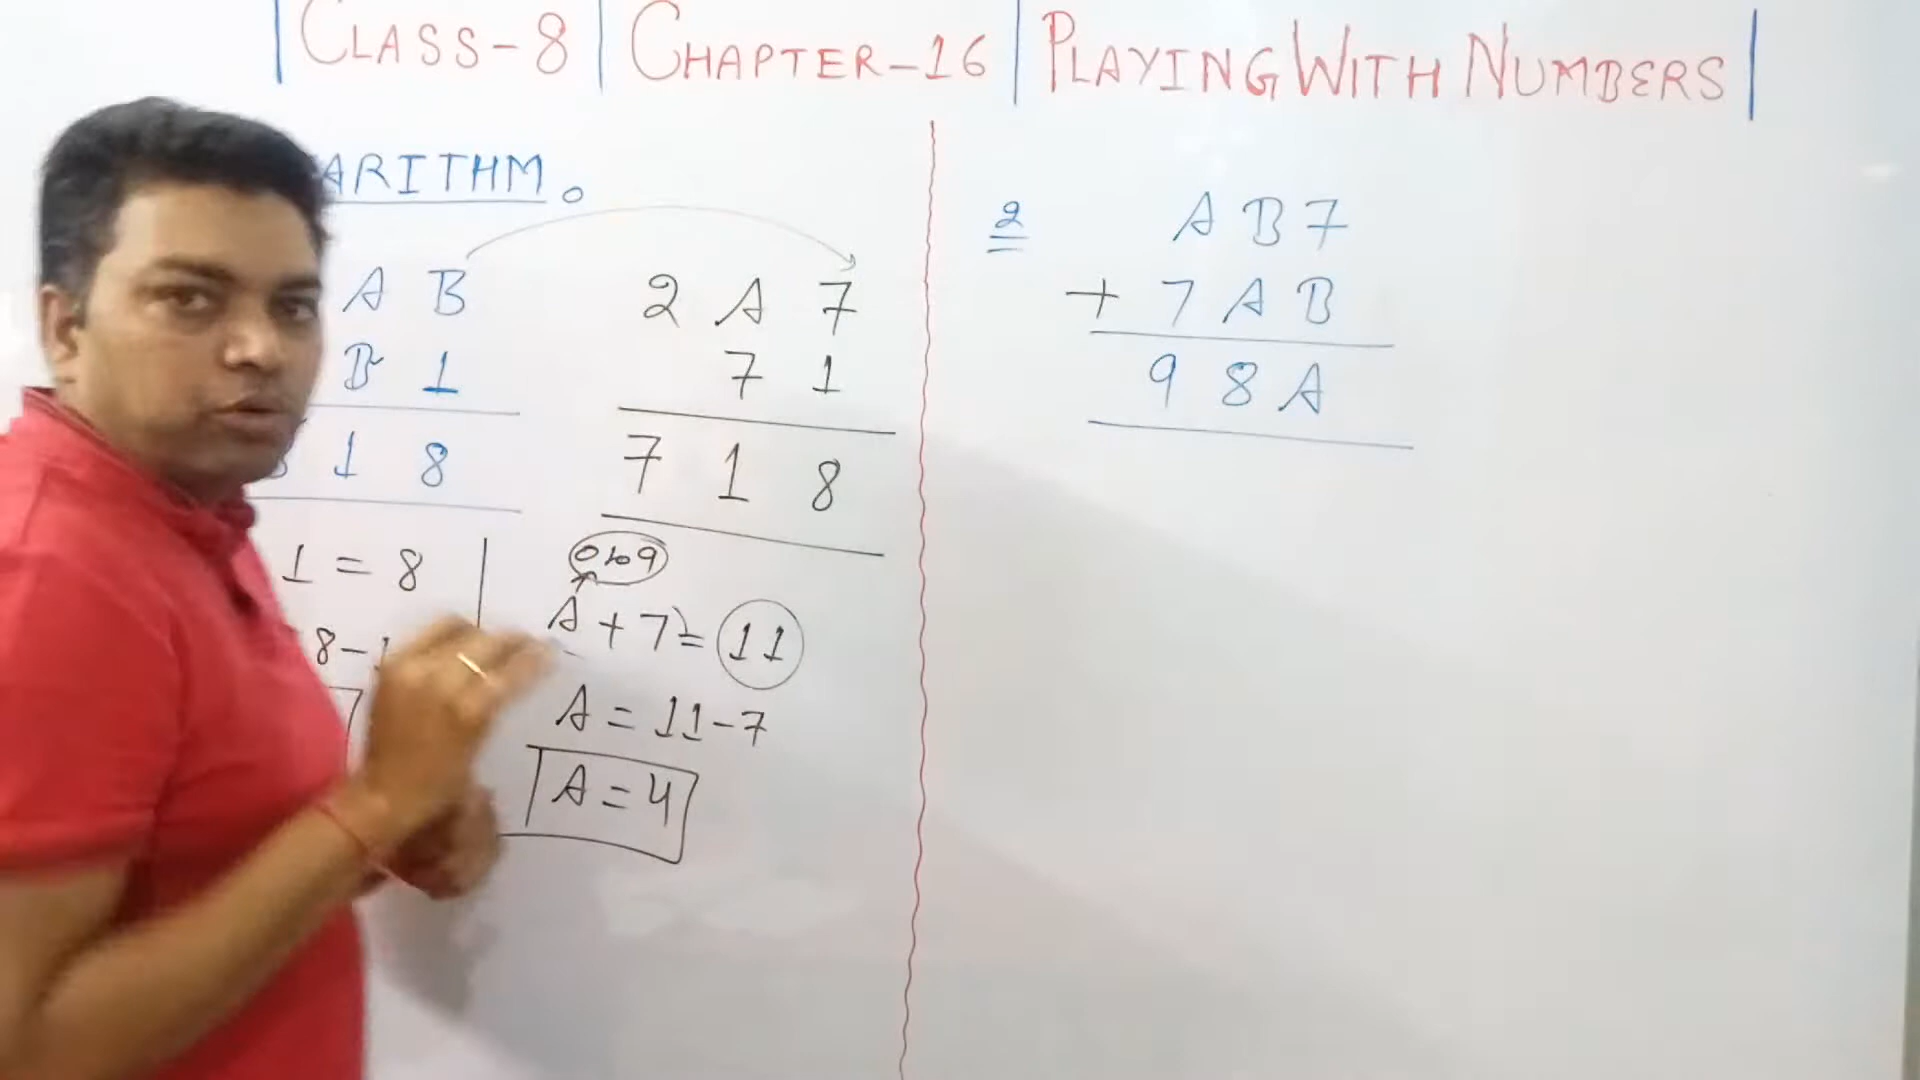 CLASS-8 | CHAPTER-16 | PLAYING WITH NUMBERS
ARITHM.
A B
B 1
1 8
1 = 8
8-1
7
2 A 7
7 1
7 1 8
0 to 9
A + 7 = 11
A = 11-7
A = 4
2
A B 7
+ 7 A B
9 8 A